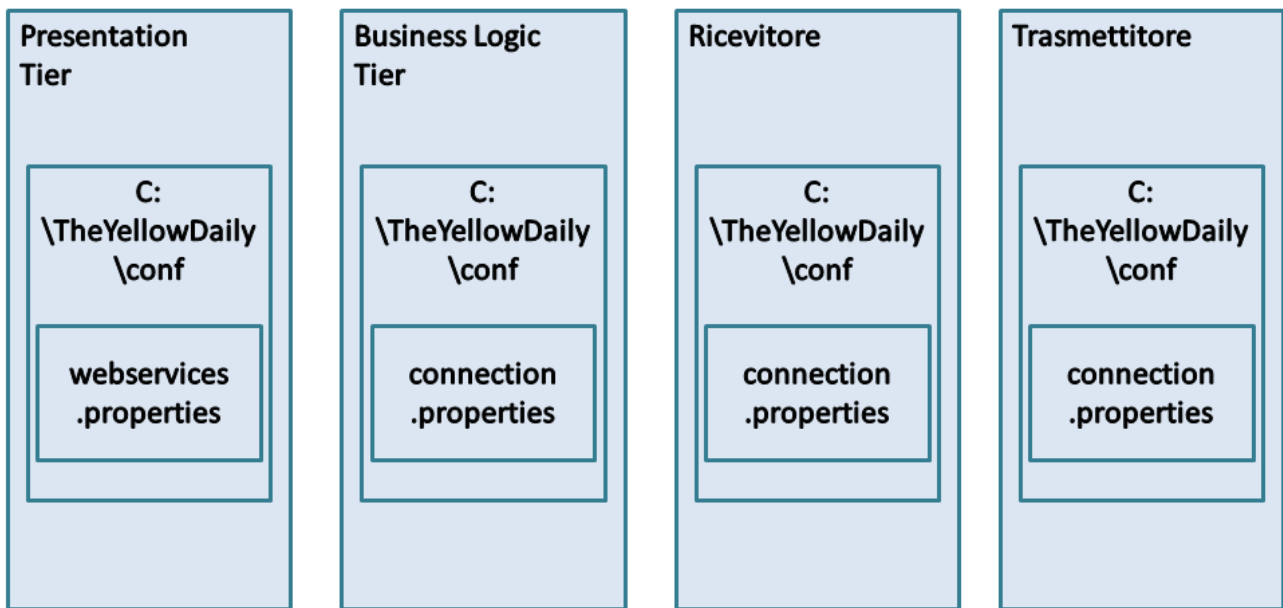 Presentation
Tier
C:
\TheYellowDaily
\conf
webservices
.properties
Business Logic
Tier
C:
\TheYellowDaily
\conf
connection
.properties
Ricevitore
C:
\TheYellowDaily
\conf
connection
.properties
Trasmettitore
C:
\TheYellowDaily
\conf
connection
.properties